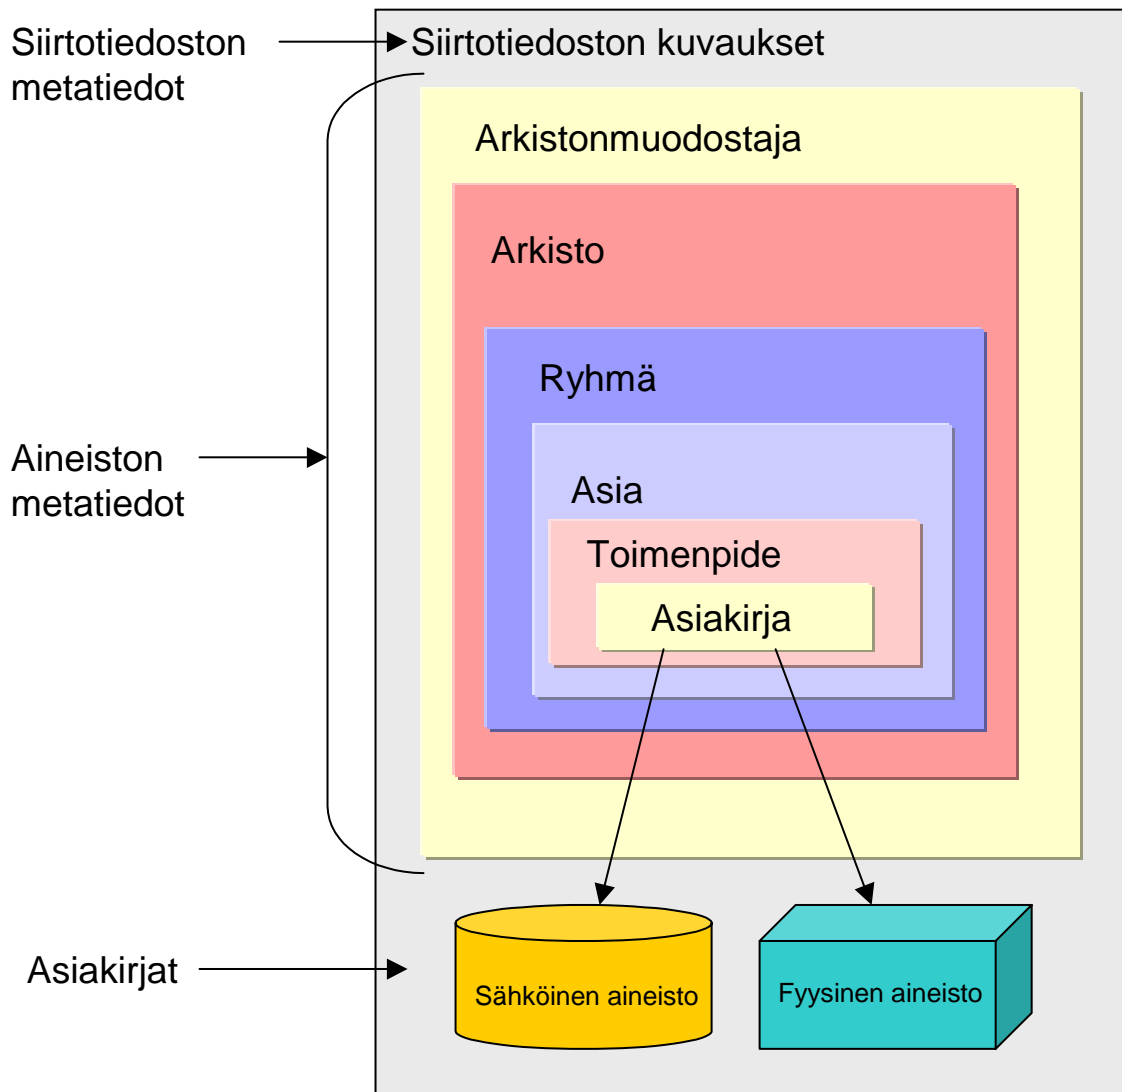 Siirtotiedoston
metatiedot
Siirtotiedoston kuvaukset
Arkistonmuodostaja
Arkisto
Ryhmä
Aineiston
metatiedot
Asia
Toimenpide
Asiakirja
Asiakirjat
Sähköinen aineisto
Fyysinen aineisto